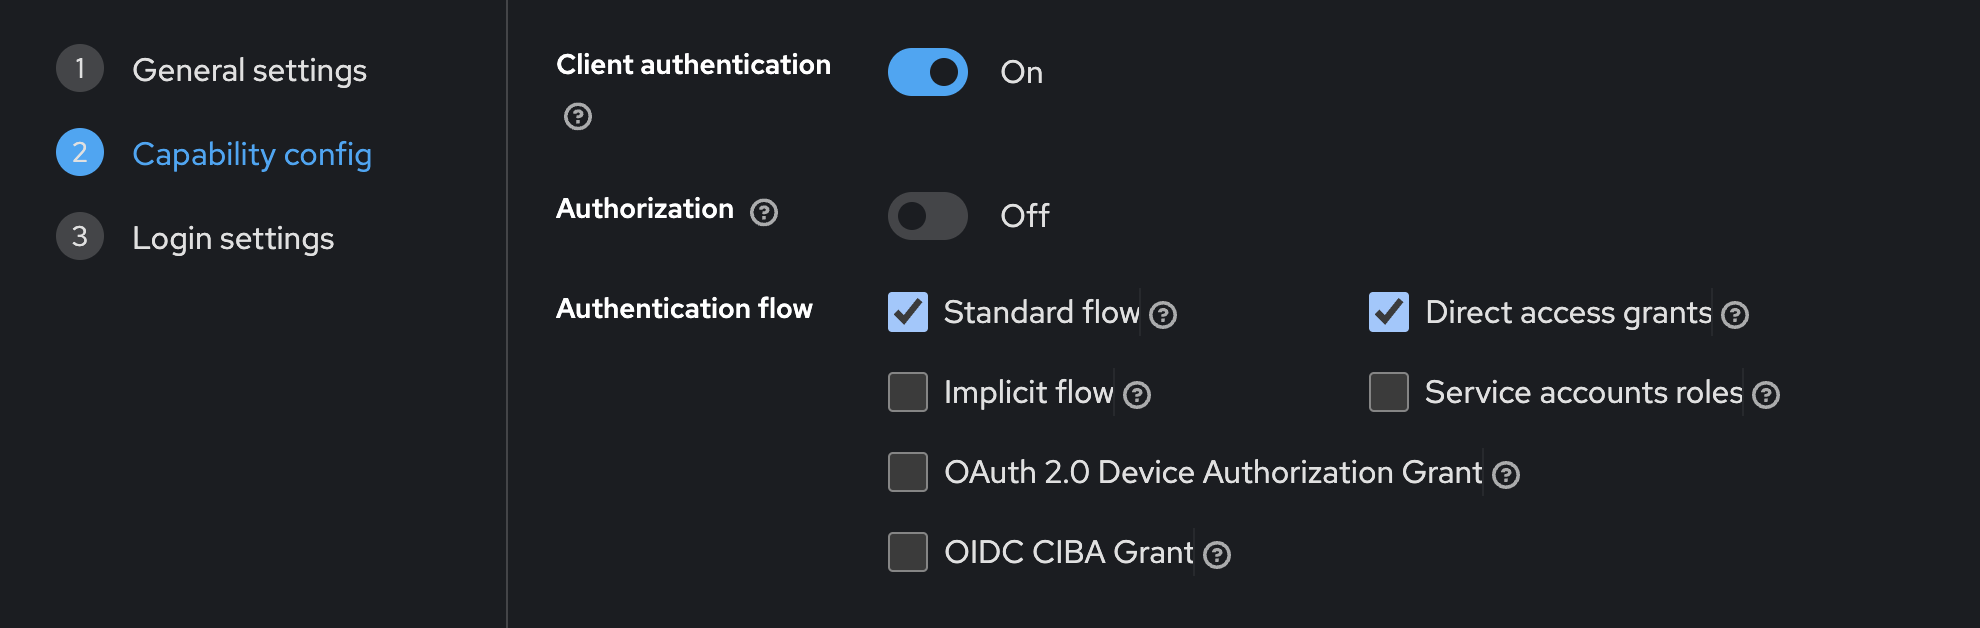 1 General settings
2 Capability config
3 Login settings
Client authentication ? On
Authorization ? Off
Authentication flow
Standard flow ? Direct access grants ?
Implicit flow ? Service accounts roles ?
OAuth 2.0 Device Authorization Grant ?
OIDC CIBA Grant ?